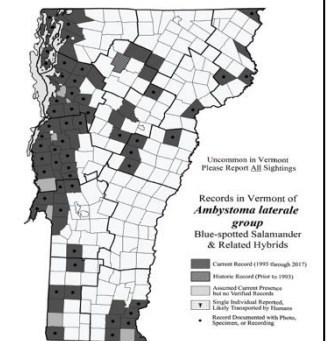 Uncommon in Vermont
Please Report All Sightings
Records in Vermont of
Ambystoma laterale
group
Blue-spotted Salamander
& Related Hybrids
Current Record (1993 through 2017)
Historic Record (Prior to 1993)
Assumed Current Presence
but no Verified Records
T
Single Individual Reported,
Likely Transported by Humans
Record Documented with Photo,
Specimen, or Recording